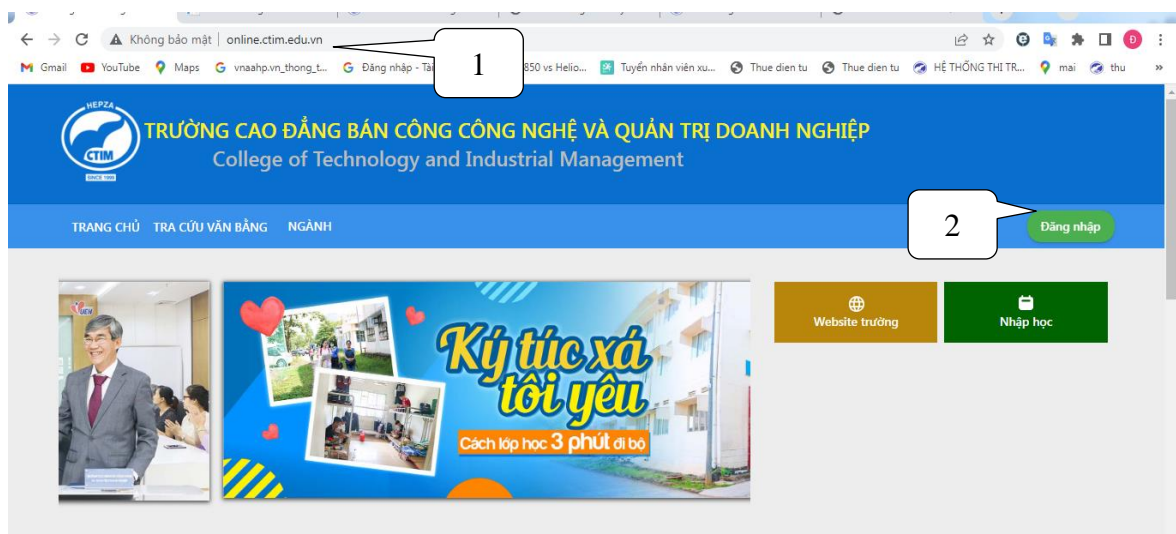 Không bảo mật | online.ctim.edu.vn
1
Gmail YouTube Maps vnaahp.vn_thong_t... Đăng nhập - Tài 850 vs Helio... Tuyển nhân viên xu... Thue dien tu Thue dien tu HỆ THỐNG THI TR... mai thu »
HEPZA
CTIM
SINCE 1998
TRƯỜNG CAO ĐẲNG BÁN CÔNG CÔNG NGHỆ VÀ QUẢN TRỊ DOANH NGHIỆP
College of Technology and Industrial Management
TRANG CHỦ TRA CỨU VĂN BẰNG NGÀNH
2
Đăng nhập
Ký túc xá
tôi yêu
Cách lớp học 3 phút đi bộ
Website trường
Nhập học